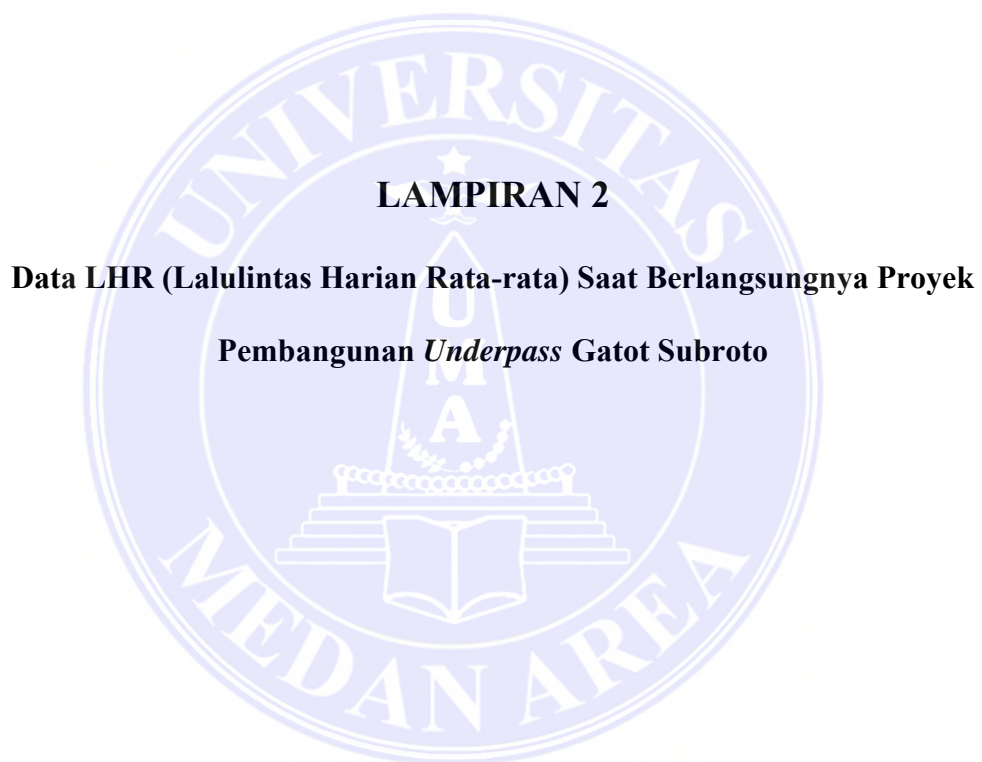 UNIVERSITAS
LAMPIRAN 2
Data LHR (Lalulintas Harian Rata-rata) Saat Berlangsungnya Proyek
Pembangunan Underpass Gatot Subroto
U
M
A
MEDAN AREA